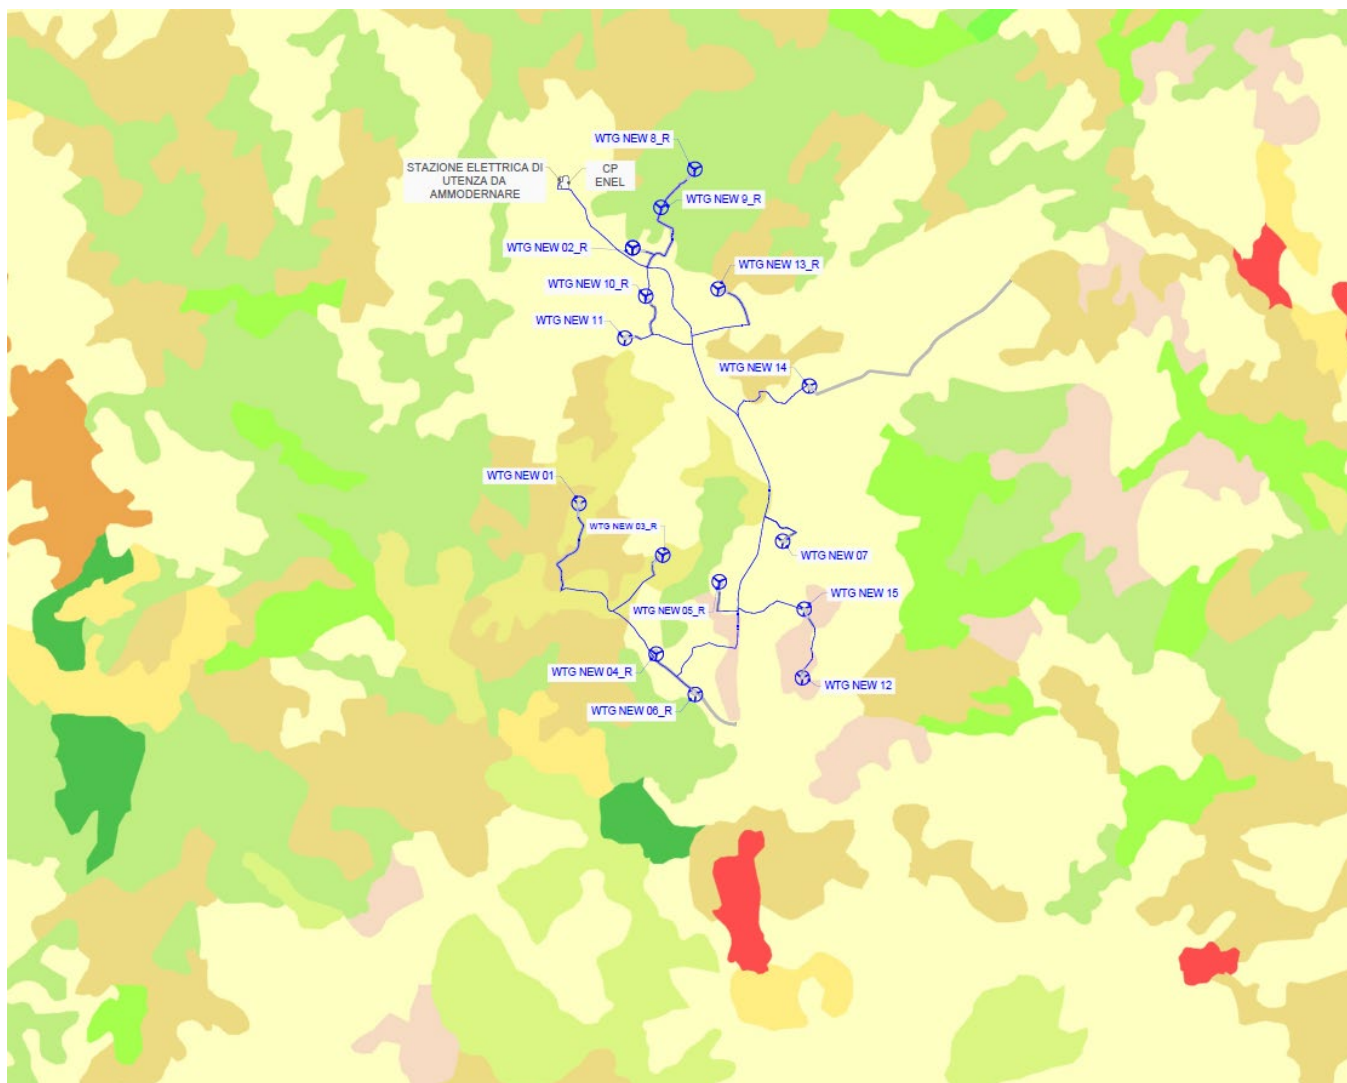 WTG NEW 8_R
STAZIONE ELETTRICA DI
UTENZA DA
AMMODERNARE
CP
ENEL
WTG NEW 9_R
WTG NEW 02_R
WTG NEW 13_R
WTG NEW 10_R
WTG NEW 11
WTG NEW 14
WTG NEW 01
WTG NEW 03_R
WTG NEW 07
WTG NEW 15
WTG NEW 05_R
WTG NEW 04_R
WTG NEW 12
WTG NEW 06_R